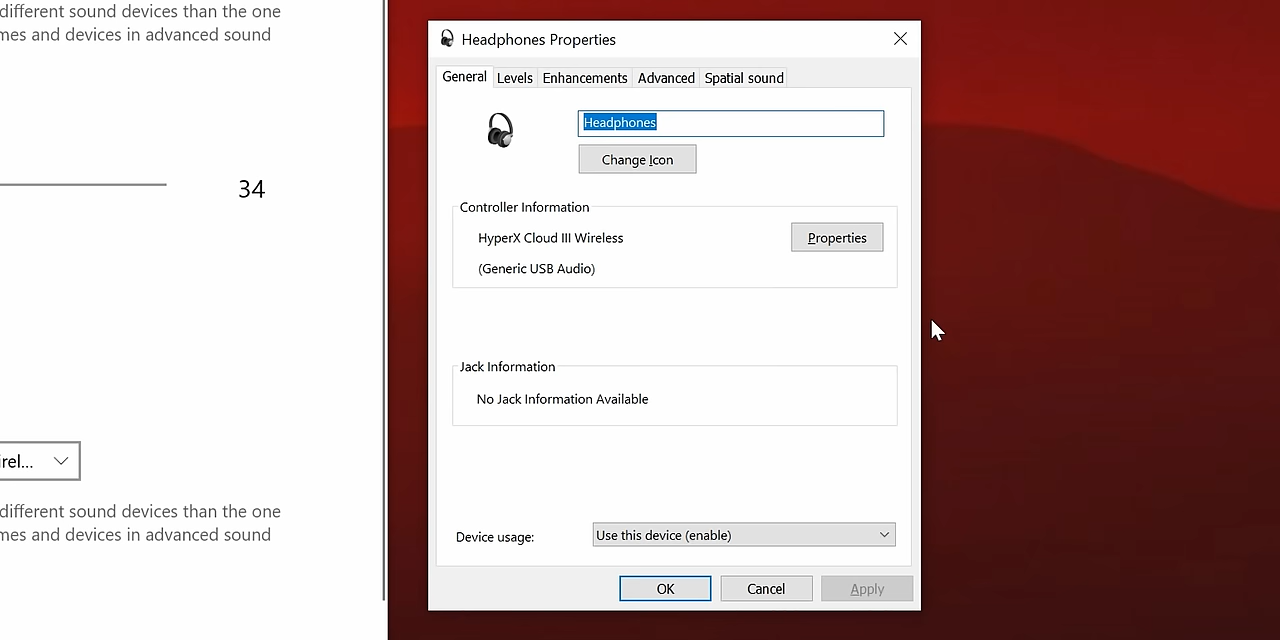 different sound devices than the one
mes and devices in advanced sound
34
irel...
different sound devices than the one
mes and devices in advanced sound
Headphones Properties
General Levels Enhancements Advanced Spatial sound
Headphones
Change Icon
Controller Information
HyperX Cloud III Wireless
Properties
(Generic USB Audio)
Jack Information
No Jack Information Available
Device usage:
Use this device (enable)
OK Cancel Apply